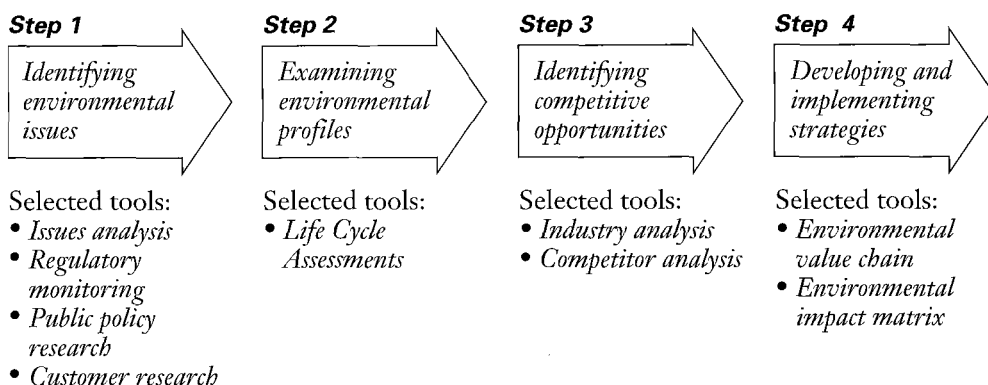 Step 1
Identifying
environmental
issues
Selected tools:
• Issues analysis
• Regulatory
monitoring
• Public policy
research
• Customer research
Step 2
Examining
environmental
profiles
Selected tools:
• Life Cycle
Assessments
Step 3
Identifying
competitive
opportunities
Selected tools:
• Industry analysis
• Competitor analysis
Step 4
Developing and
implementing
strategies
Selected tools:
• Environmental
value chain
• Environmental
impact matrix